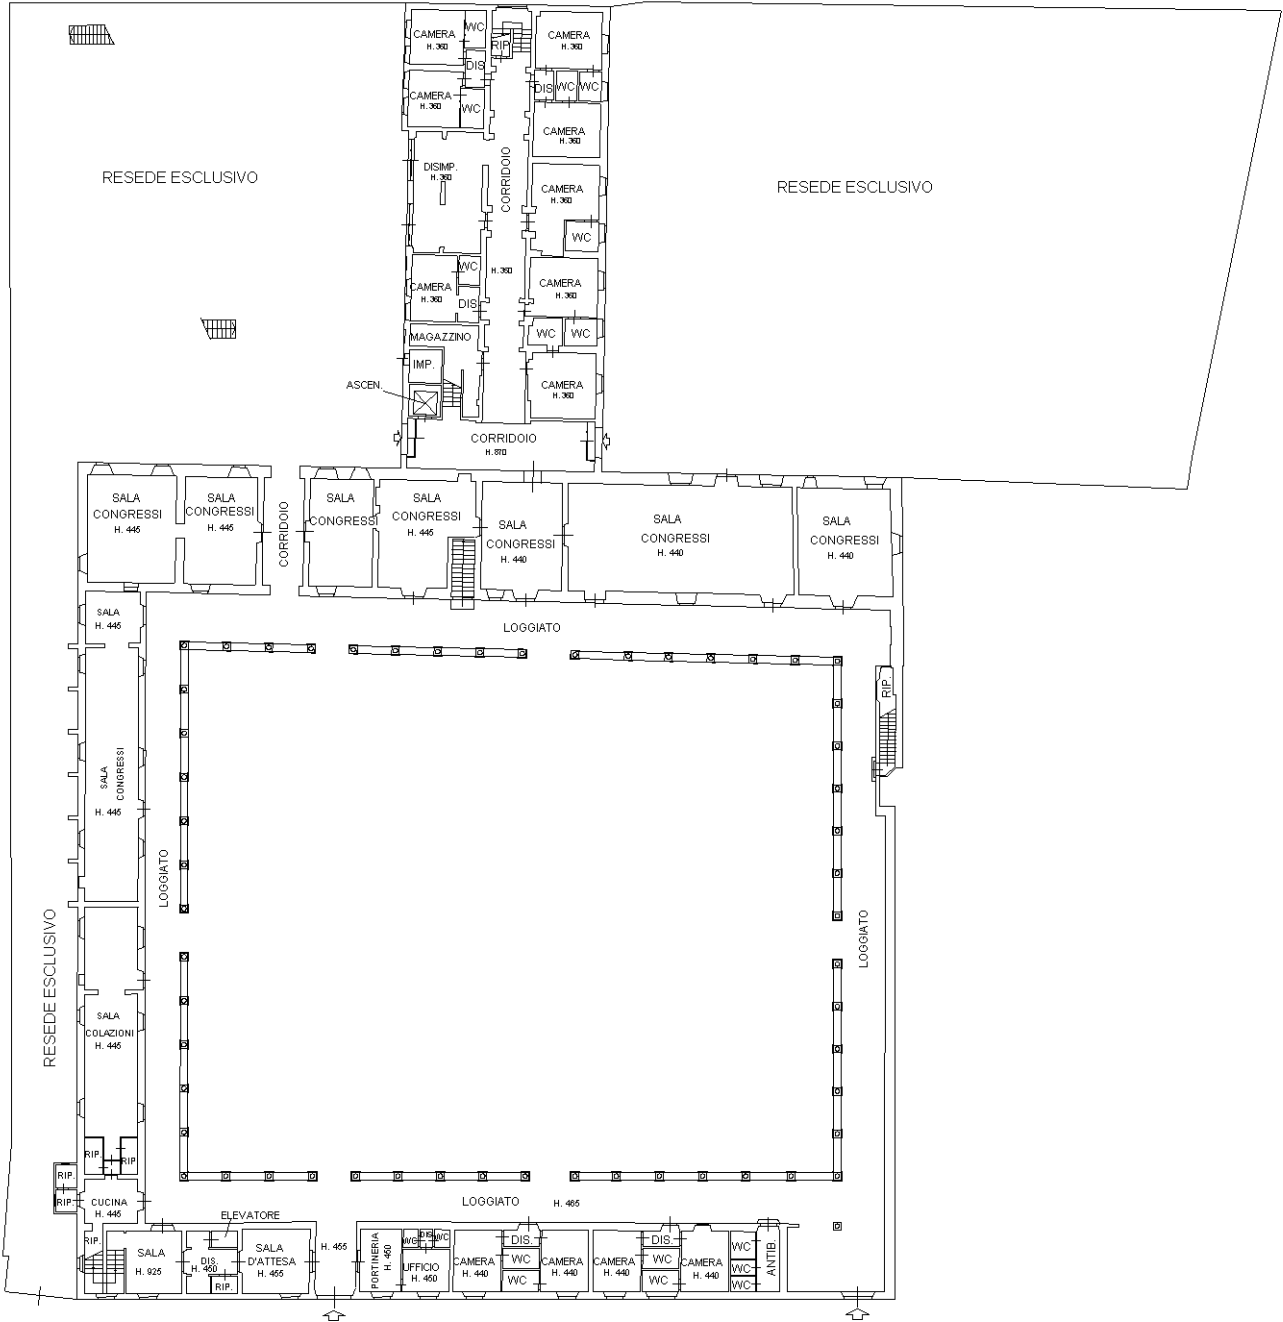 CAMERA
H. 360
WC
RIP
CAMERA
H. 360
DIS
CAMERA
H. 360
WC
DIS
WC
WC
CAMERA
H. 360
DISIMP.
H. 360
CORRIDOIO
RESEDE ESCLUSIVO
RESEDE ESCLUSIVO
CAMERA
H. 360
WC
WC
H. 360
CAMERA
H. 360
DIS
CAMERA
H. 360
MAGAZZINO
WC
WC
IMP.
ASCEN.
CAMERA
H. 360
CORRIDOIO
H. 870
SALA
CONGRESSI
H. 445
SALA
CONGRESSI
H. 445
CORRIDOIO
SALA
CONGRESSI
SALA
CONGRESSI
H. 445
SALA
CONGRESSI
H. 440
SALA
CONGRESSI
H. 440
SALA
CONGRESSI
H. 440
SALA
H. 445
LOGGIATO
RIP.
SALA
CONGRESSI
H. 445
LOGGIATO
LOGGIATO
RESEDE ESCLUSIVO
SALA
COLAZIONI
H. 445
RIP.
RIP
RIP.
RIP.
CUCINA
H. 445
LOGGIATO
H. 465
ELEVATORE
RIP.
SALA
H. 925
DIS.
H. 450
RIP.
SALA
D'ATTESA
H. 455
H. 455
PORTINERIA
H. 450
WC
DIS
WC
UFFICIO
H. 450
CAMERA
H. 440
DIS.
WC
WC
CAMERA
H. 440
CAMERA
H. 440
DIS.
WC
WC
CAMERA
H. 440
WC
WC
WC
ANTIB.